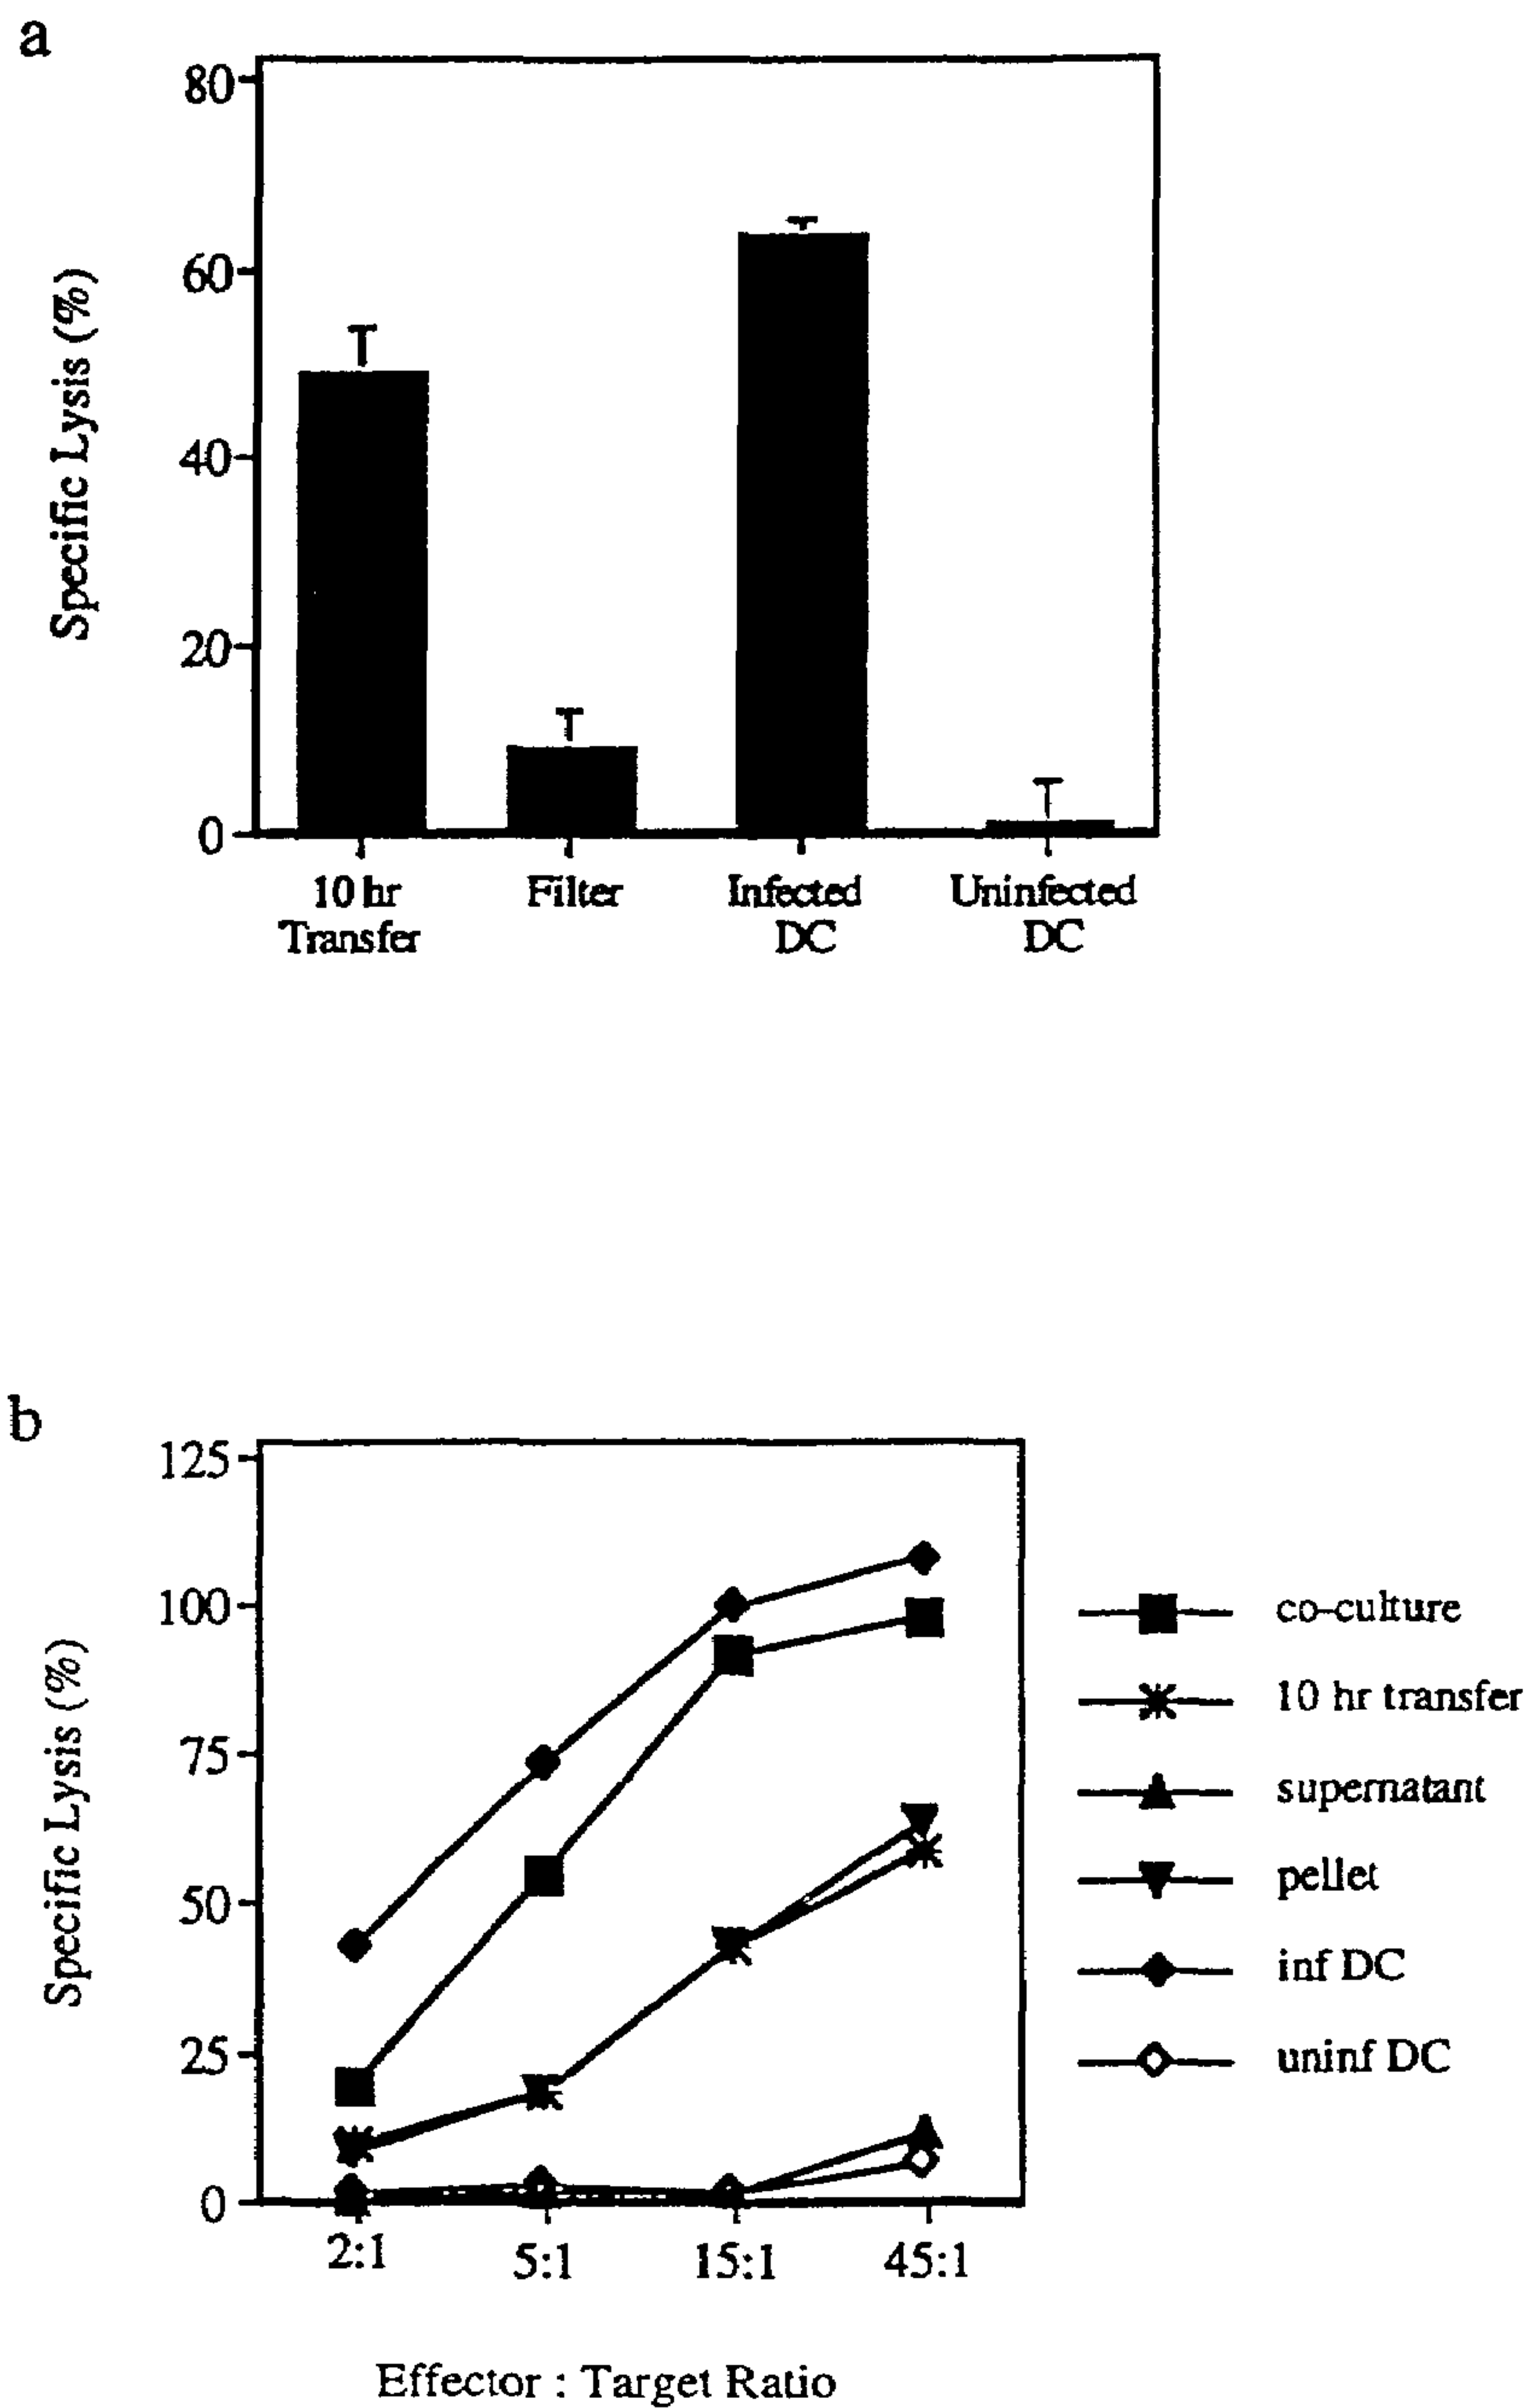 a
80
60
40
20
0
Specific Lysis (%)
10 hr
Transfer
Filter
Infected
DC
Uninfected
DC
b
125
100
75
50
25
0
Specific Lysis (%)
2:1
5:1
15:1
45:1
Effector : Target Ratio
co-culture
10 hr transfer
supernatant
pellet
inf DC
uninf DC